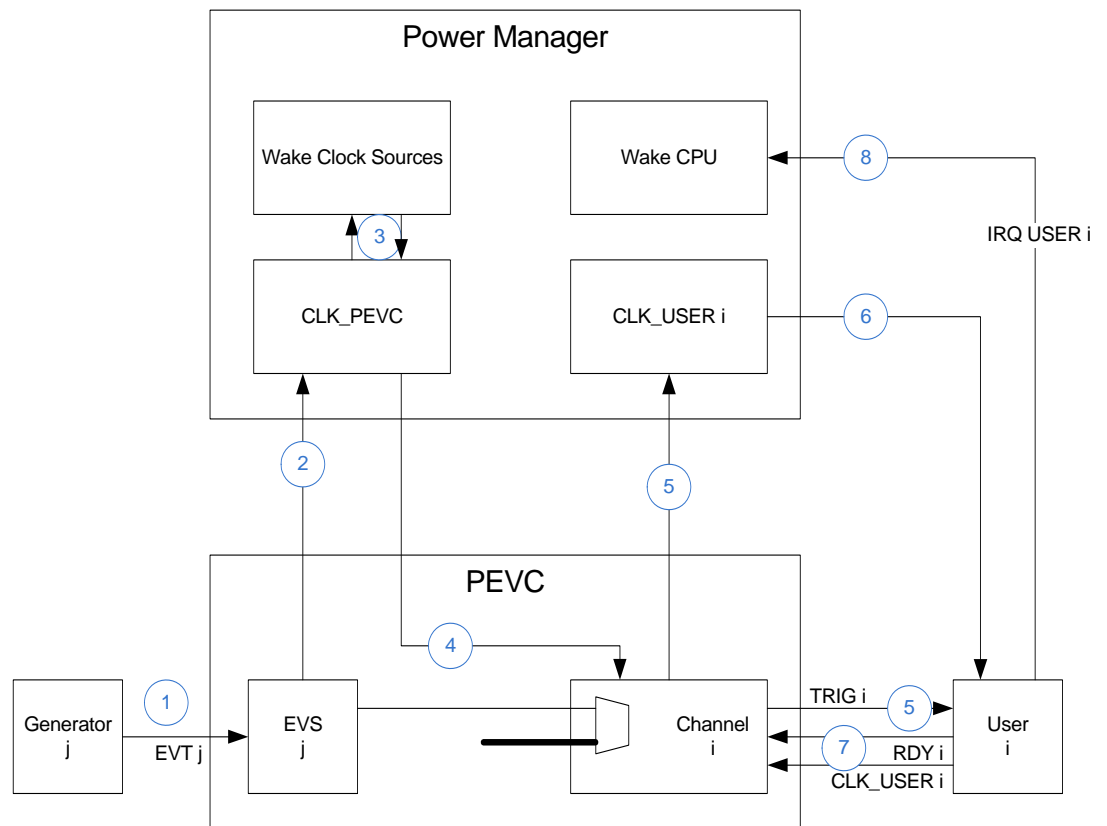 Power Manager
Wake Clock Sources
Wake CPU
8
3
IRQ USER i
CLK_PEVC
CLK_USER i
6
2
5
PEVC
4
1
Generator
j
EVT j
EVS
j
Channel
i
TRIG i
5
7
RDY i
CLK_USER i
User
i